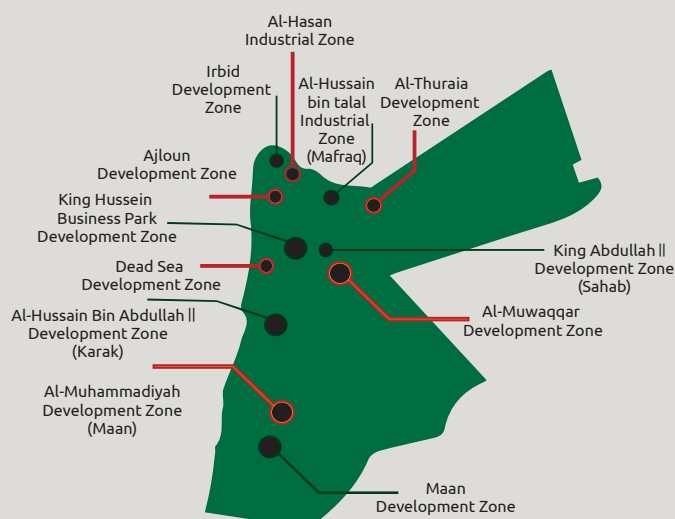 Al-Hasan
Industrial Zone
Irbid
Development
Zone
Al-Hussain
bin talal
Industrial
Zone
(Mafraq)
Al-Thuraia
Development
Zone
Ajloun
Development Zone
King Hussein
Business Park
Development Zone
Dead Sea
Development Zone
Al-Hussain Bin Abdullah ||
Development Zone
(Karak)
Al-Muhammadiyah
Development Zone
(Maan)
King Abdullah ||
Development Zone
(Sahab)
Al-Muwaqqar
Development Zone
Maan
Development Zone